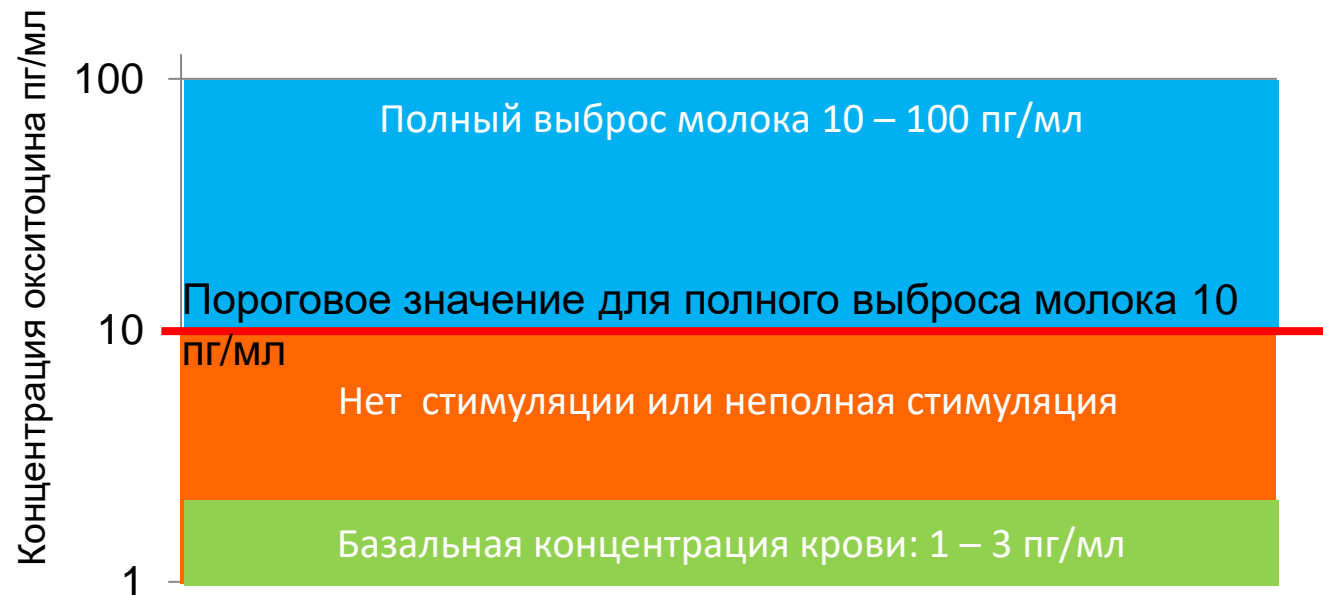 Концентрация окситоцина пг/мл
100
Полный выброс молока 10 – 100 пг/мл
Пороговое значение для полного выброса молока 10
10
пг/мл
Нет  стимуляции или неполная стимуляция
Базальная концентрация крови: 1 – 3 пг/мл
1